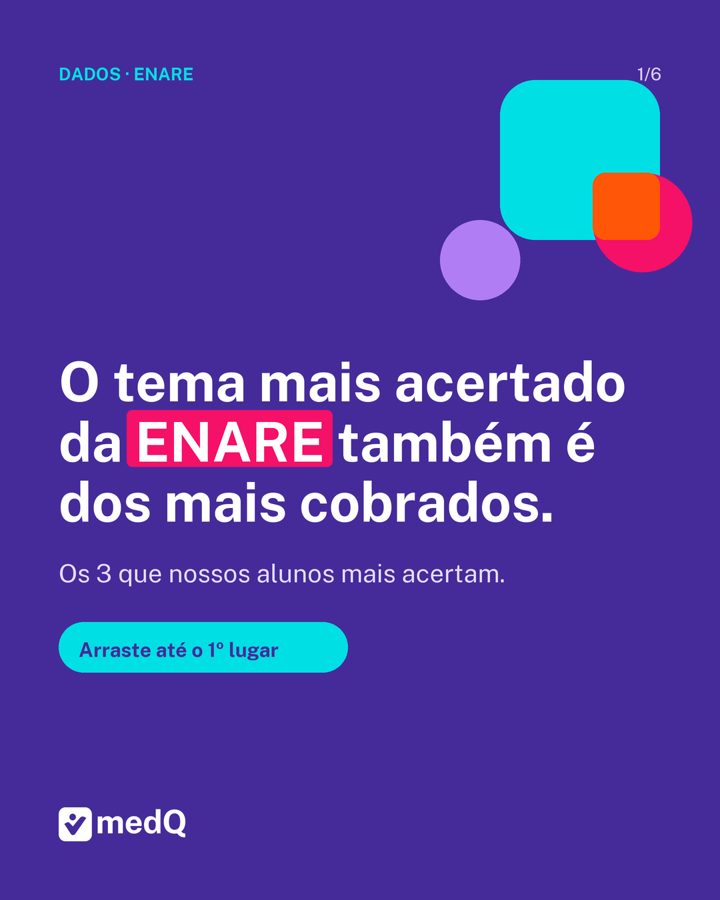 DADOS · ENARE
1/6
O tema mais acertado
da ENARE também é
dos mais cobrados.
Os 3 que nossos alunos mais acertam.
Arraste até o 1º lugar
medQ